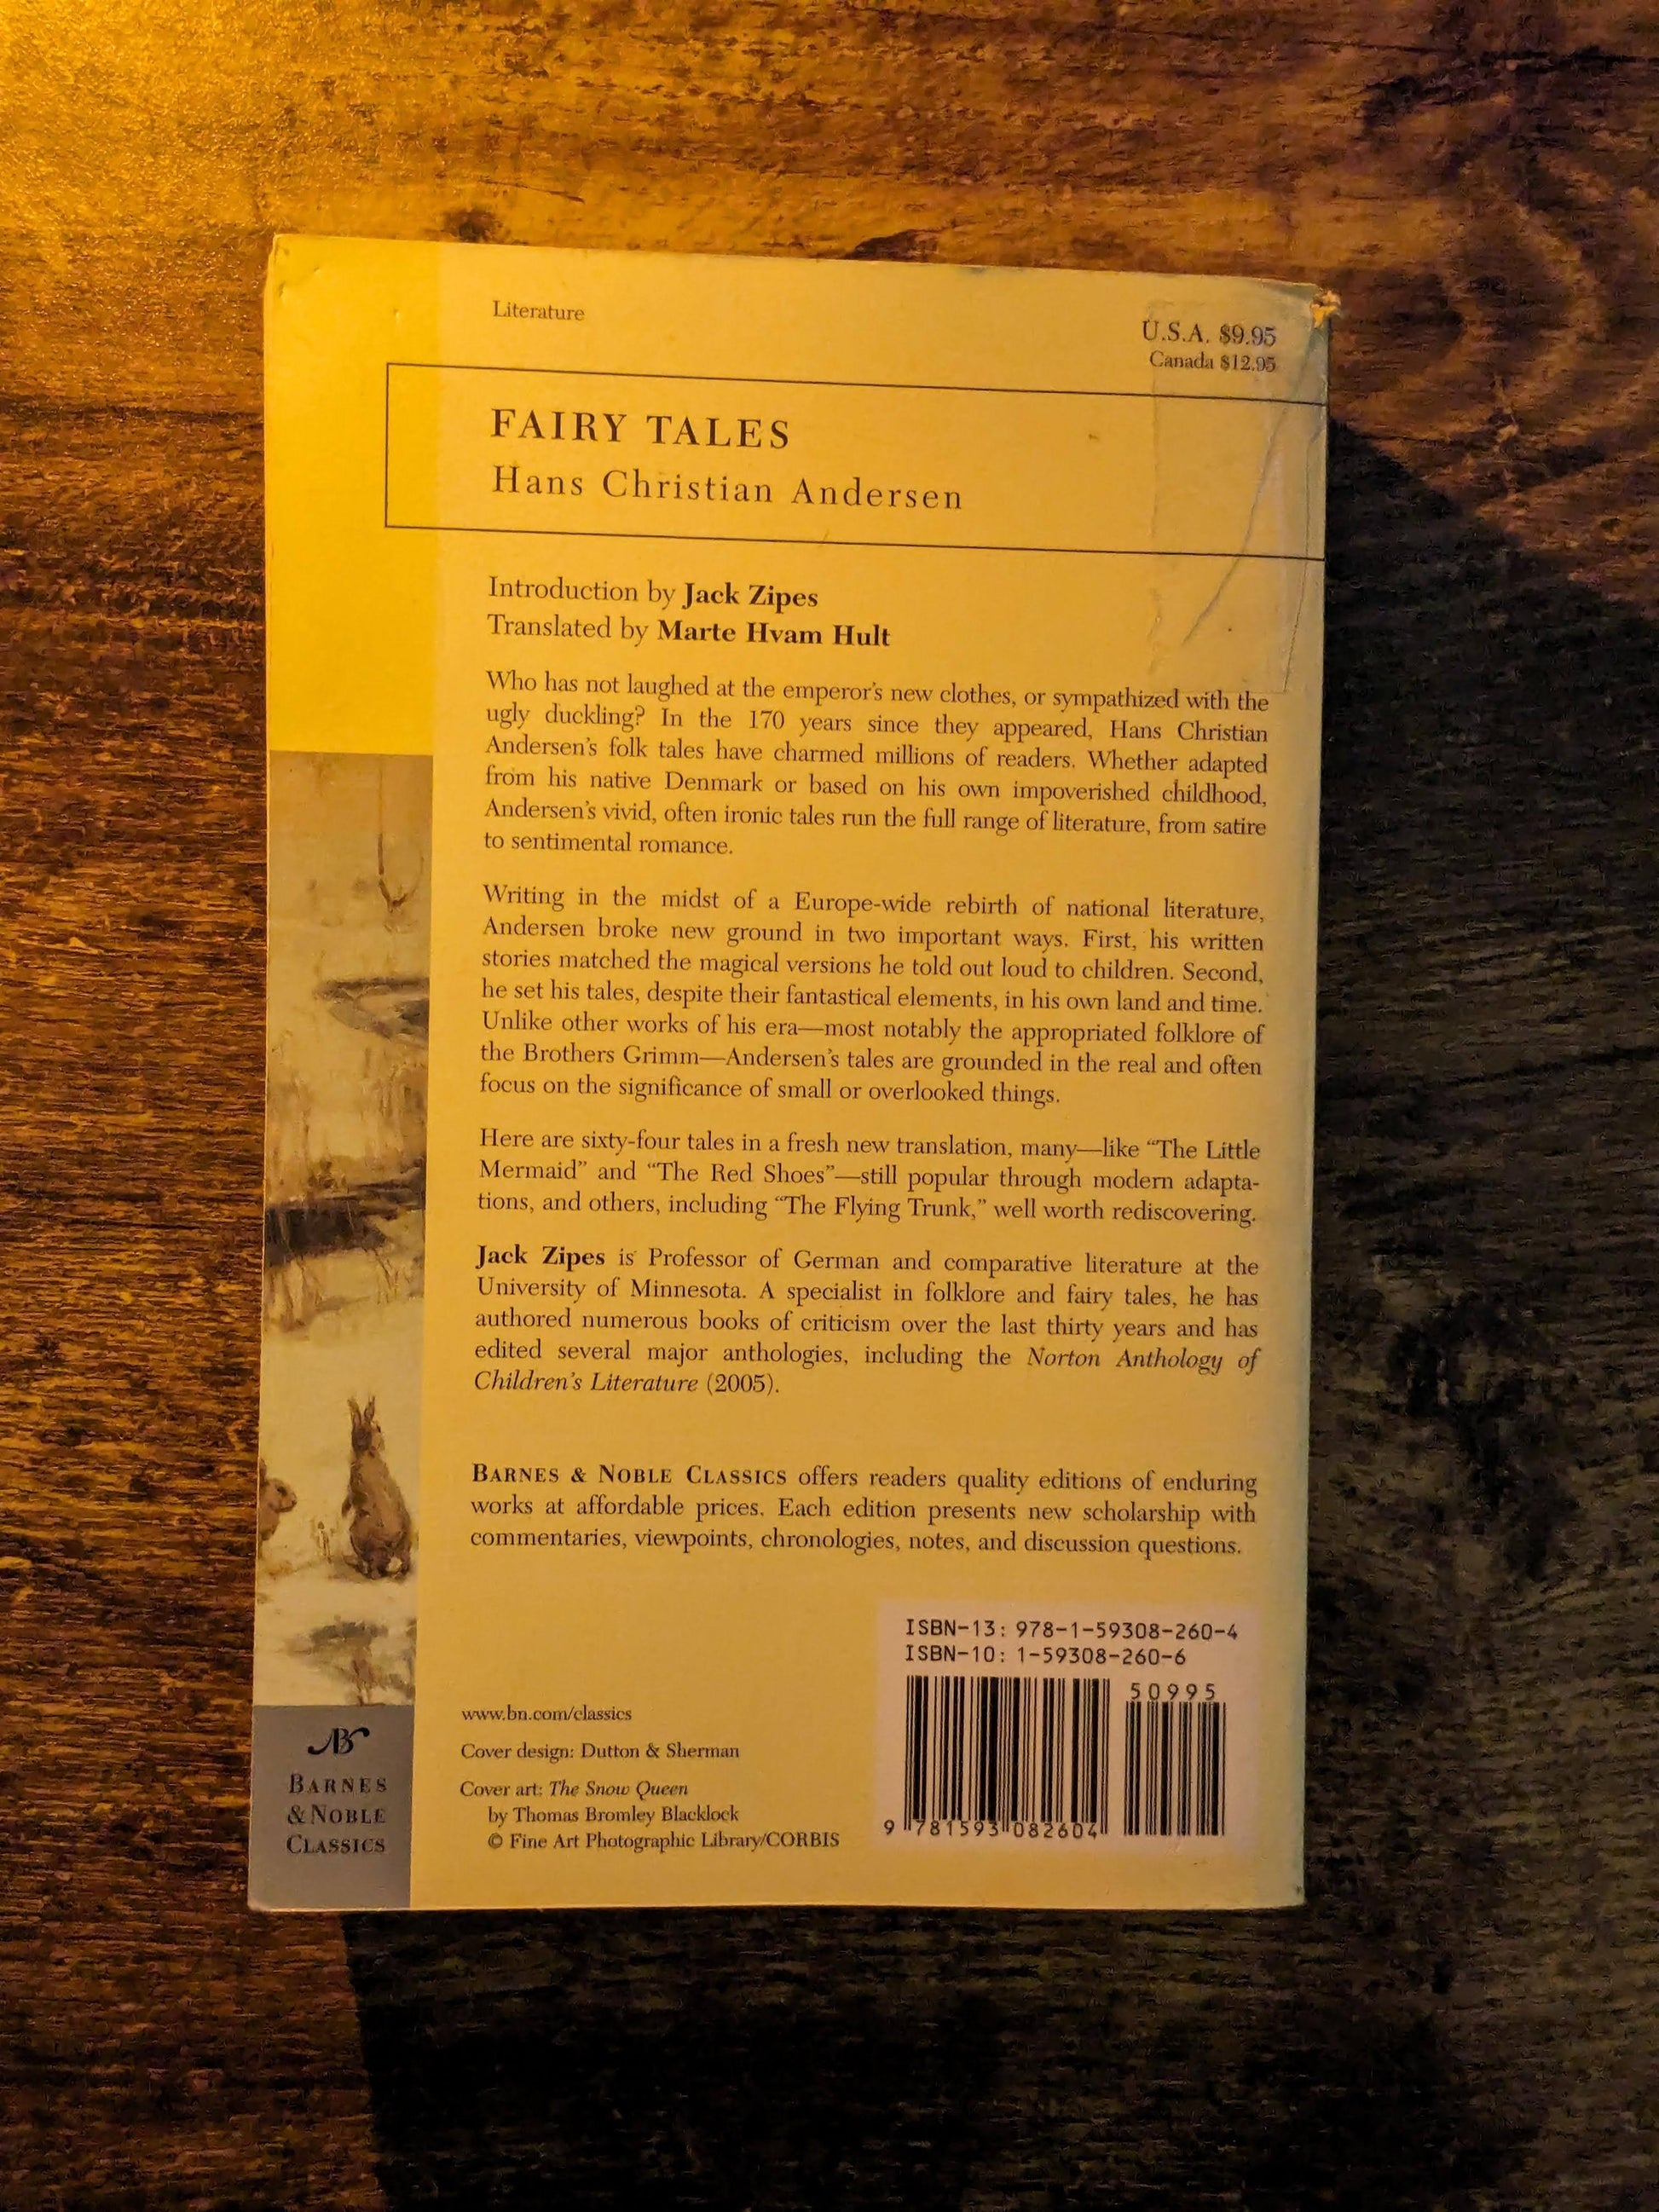 Literature
U.S.A. $9.95
Canada $12.95
FAIRY TALES
Hans Christian Andersen
Introduction by Jack Zipes
Translated by Marte Hvam Hult
Who has not laughed at the emperor's new clothes, or sympathized with the
ugly duckling? In the 170 years since they appeared, Hans Christian
Andersen's folk tales have charmed millions of readers. Whether adapted
from his native Denmark or based on his own impoverished childhood,
Andersen's vivid, often ironic tales run the full range of literature, from satire
to sentimental romance.
Writing in the midst of a Europe-wide rebirth of national literature,
Andersen broke new ground in two important ways. First, his written
stories matched the magical versions he told out loud to children. Second,
he set his tales, despite their fantastical elements, in his own land and time.
Unlike other works of his era—most notably the appropriated folklore of
the Brothers Grimm—Andersen's tales are grounded in the real and often
focus on the significance of small or overlooked things.
Here are sixty-four tales in a fresh new translation, many—like “The Little
Mermaid” and “The Red Shoes”—still popular through modern adapta-
tions, and others, including “The Flying Trunk,” well worth rediscovering.
Jack Zipes is Professor of German and comparative literature at the
University of Minnesota. A specialist in folklore and fairy tales, he has
authored numerous books of criticism over the last thirty years and has
edited several major anthologies, including the Norton Anthology of
Children's Literature (2005).
BARNES & NOBLE CLASSICS offers readers quality editions of enduring
works at affordable prices. Each edition presents new scholarship with
commentaries, viewpoints, chronologies, notes, and discussion questions.
ISBN-13: 978-1-59308-260-4
ISBN-10: 1-59308-260-6
50995
9 781593 082604
www.bn.com/classics
Cover design: Dutton & Sherman
Cover art: The Snow Queen
by Thomas Bromley Blacklock
© Fine Art Photographic Library/CORBIS
BN
BARNES
& NOBLE
CLASSICS